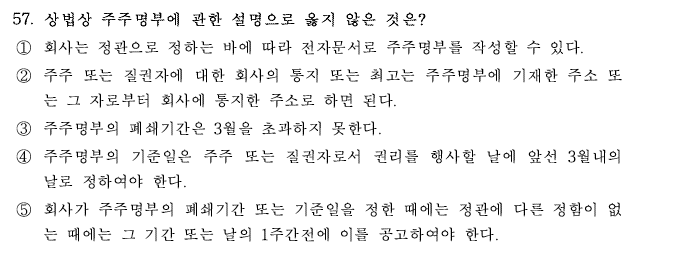 57. 상법상 주주명부에 관한 설명으로 옳지 않은 것은?
① 회사는 정관으로 정하는 바에 따라 전자문서로 주주명부를 작성할 수 있다.
② 주주 또는 질권자에 대한 회사의 통지 또는 최고는 주주명부에 기재한 주소 또
는 그 자로부터 회사에 통지한 주소로 하면 된다.
③ 주주명부의 폐쇄기간은 3월을 초과하지 못한다.
④ 주주명부의 기준일은 주주 또는 질권자로서 권리를 행사할 날에 앞선 3월내의
날로 정하여야 한다.
⑤ 회사가 주주명부의 폐쇄기간 또는 기준일을 정한 때에는 정관에 다른 정함이 없
는 때에는 그 기간 또는 날의 1주간전에 이를 공고하여야 한다.